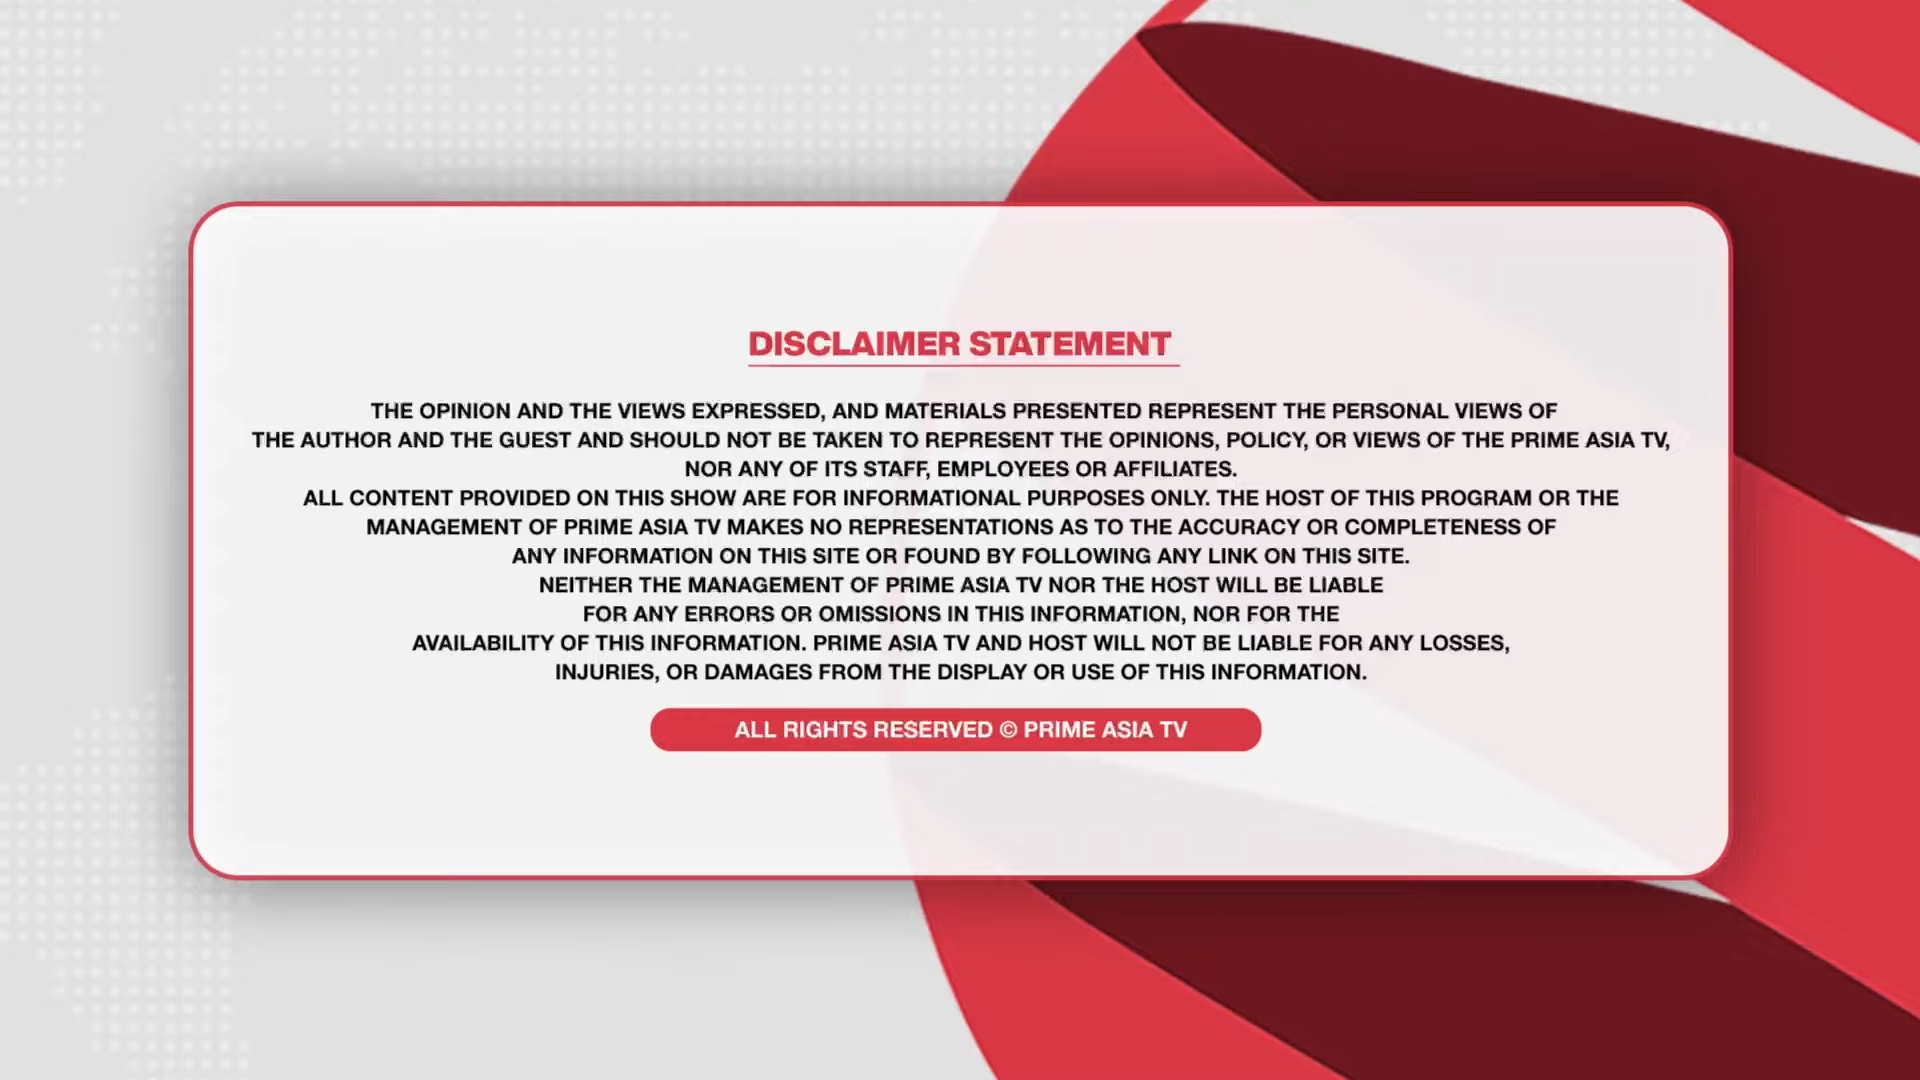 DISCLAIMER STATEMENT
THE OPINION AND THE VIEWS EXPRESSED, AND MATERIALS PRESENTED REPRESENT THE PERSONAL VIEWS OF
THE AUTHOR AND THE GUEST AND SHOULD NOT BE TAKEN TO REPRESENT THE OPINIONS, POLICY, OR VIEWS OF THE PRIME ASIA TV,
NOR ANY OF ITS STAFF, EMPLOYEES OR AFFILIATES.
ALL CONTENT PROVIDED ON THIS SHOW ARE FOR INFORMATIONAL PURPOSES ONLY. THE HOST OF THIS PROGRAM OR THE
MANAGEMENT OF PRIME ASIA TV MAKES NO REPRESENTATIONS AS TO THE ACCURACY OR COMPLETENESS OF
ANY INFORMATION ON THIS SITE OR FOUND BY FOLLOWING ANY LINK ON THIS SITE.
NEITHER THE MANAGEMENT OF PRIME ASIA TV NOR THE HOST WILL BE LIABLE
FOR ANY ERRORS OR OMISSIONS IN THIS INFORMATION, NOR FOR THE
AVAILABILITY OF THIS INFORMATION. PRIME ASIA TV AND HOST WILL NOT BE LIABLE FOR ANY LOSSES,
INJURIES, OR DAMAGES FROM THE DISPLAY OR USE OF THIS INFORMATION.
ALL RIGHTS RESERVED © PRIME ASIA TV